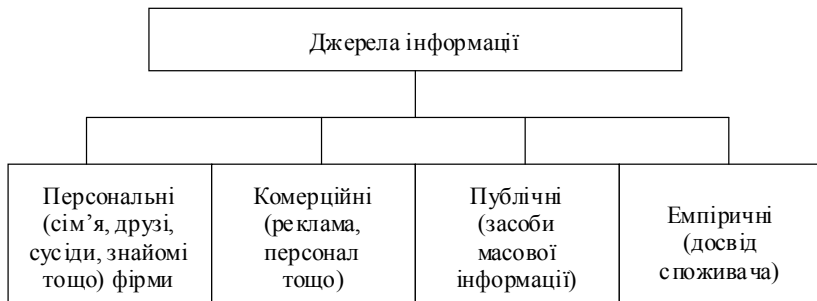 Джерела інформації
Персональні
(сім’я, друзі,
сусіди, знайомі
тощо) фірми
Комерційні
(реклама,
персонал
тощо)
Публічні
(засоби
масової
інформації)
Емпіричні
(досвід
споживача)